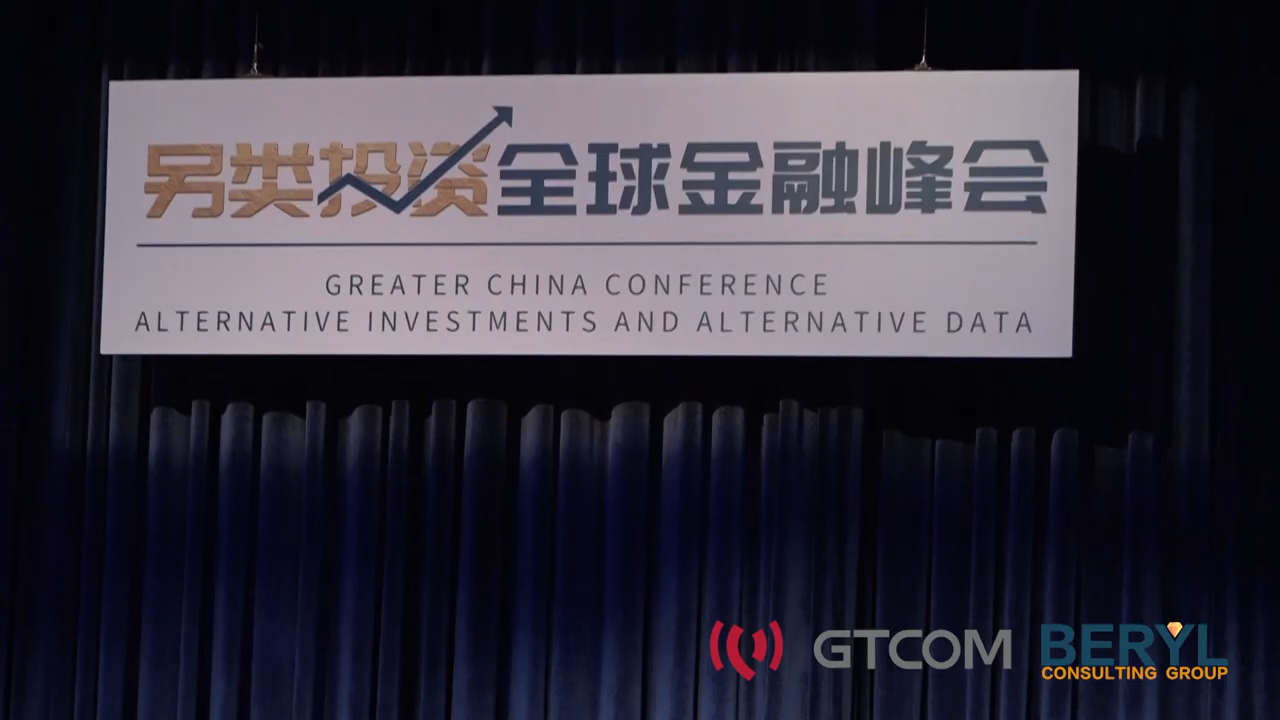 另类投资全球金融峰会
GREATER CHINA CONFERENCE
ALTERNATIVE INVESTMENTS AND ALTERNATIVE DATA
GTCOM
BERYL
CONSULTING GROUP